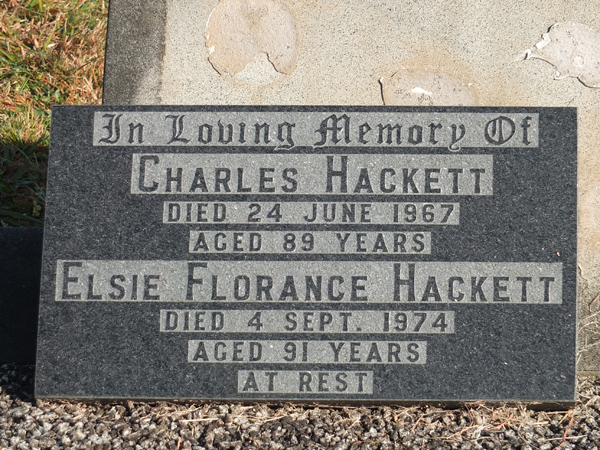 In Loving Memory Of
CHARLES HACKETT
DIED 24 JUNE 1967
AGED 89 YEARS
ELSIE FLORANCE HACKETT
DIED 4 SEPT. 1974
AGED 91 YEARS
AT REST